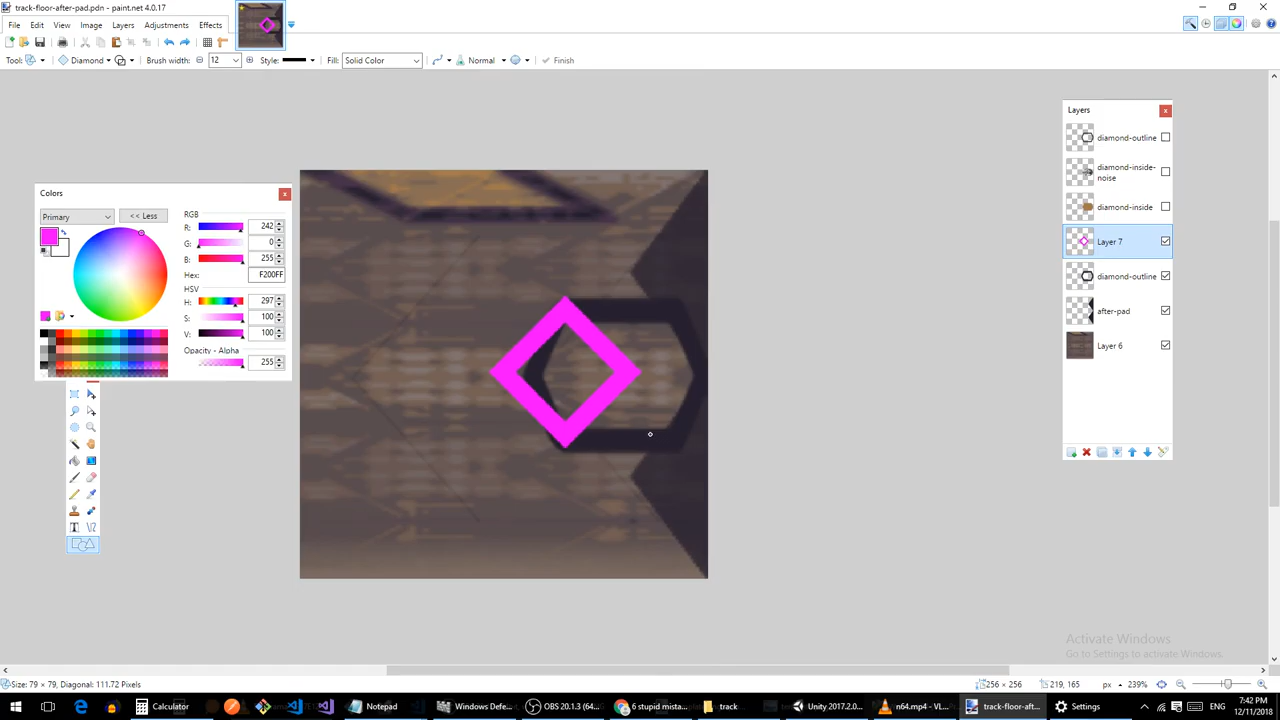 track-floor-after-pad.pdn - paint.net 4.0.17
File Edit View Image Layers Adjustments Effects
Tool: Diamond Brush width: 12 Style: Fill: Solid Color Normal Finish
Layers
diamond-outline
diamond-inside-
noise
diamond-inside
Layer 7
diamond-outline
after-pad
Layer 6
Colors
Primary
<< Less
RGB
R: 242
G: 0
B: 255
Hex: F200FF
HSV
H: 297
S: 100
V: 100
Opacity - Alpha
255
Activate Windows
Go to Settings to activate Windows.
Size: 79 × 79, Diagonal: 111.72 Pixels
256 × 256
219, 165
px
239%
Calculator
Notepad
Windows Defe...
OBS 20.1.3 (64...
6 stupid mista...
track
Unity 2017.2.0...
n64.mp4 - VL...
track-floor-aft...
Settings
7:42 PM
12/11/2018